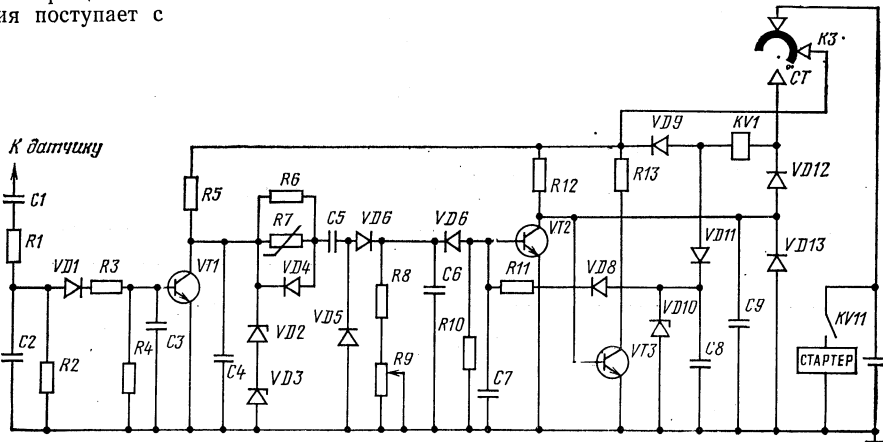 ия поступает с
К датчику
C1
R1
C2
R2
VD1
R3
R4
C3
VT1
R5
C4
R6
R7
VD4
VD2
VD3
C5
VD5
VD6
R8
R9
C6
VD6
R10
C7
R11
VT2
R12
VD8
VT3
R13
VD9
VD10
VD11
C8
KV1
C9
VD12
VD13
КЗ
СТ
KV11
СТАРТЕР